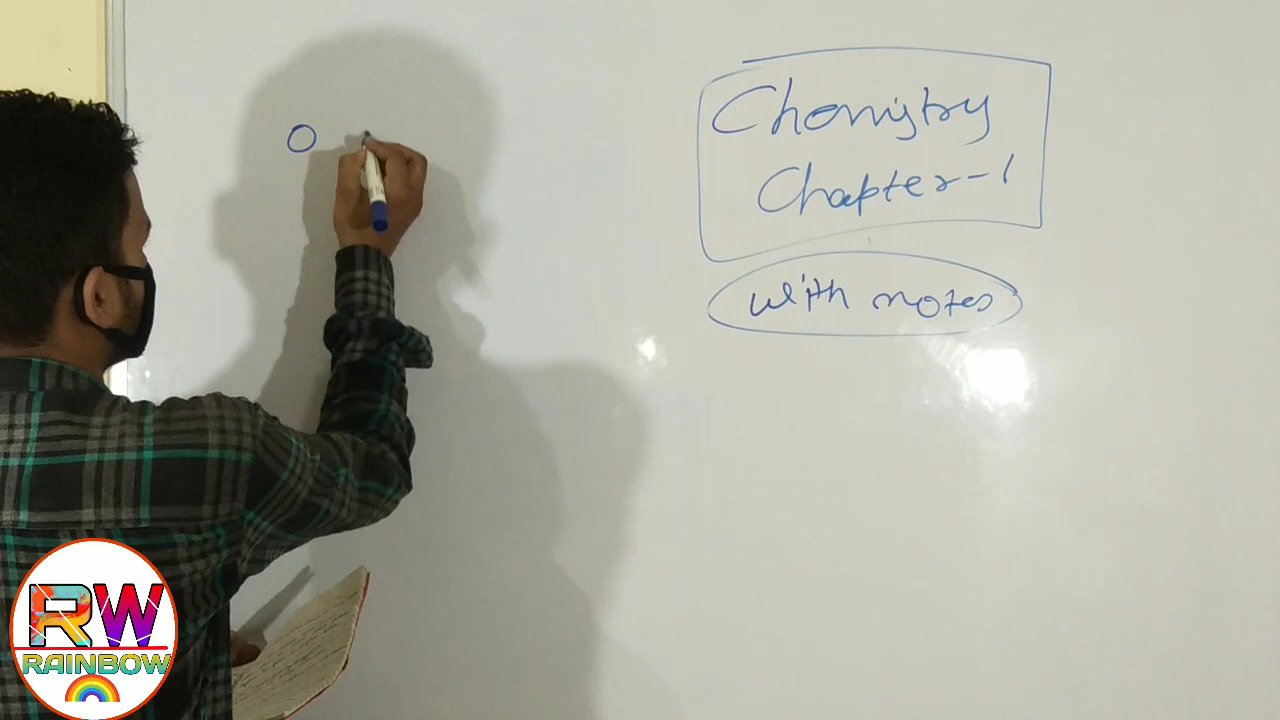 O
Chemistry
Chapter-1
with notes
RW
RAINBOW